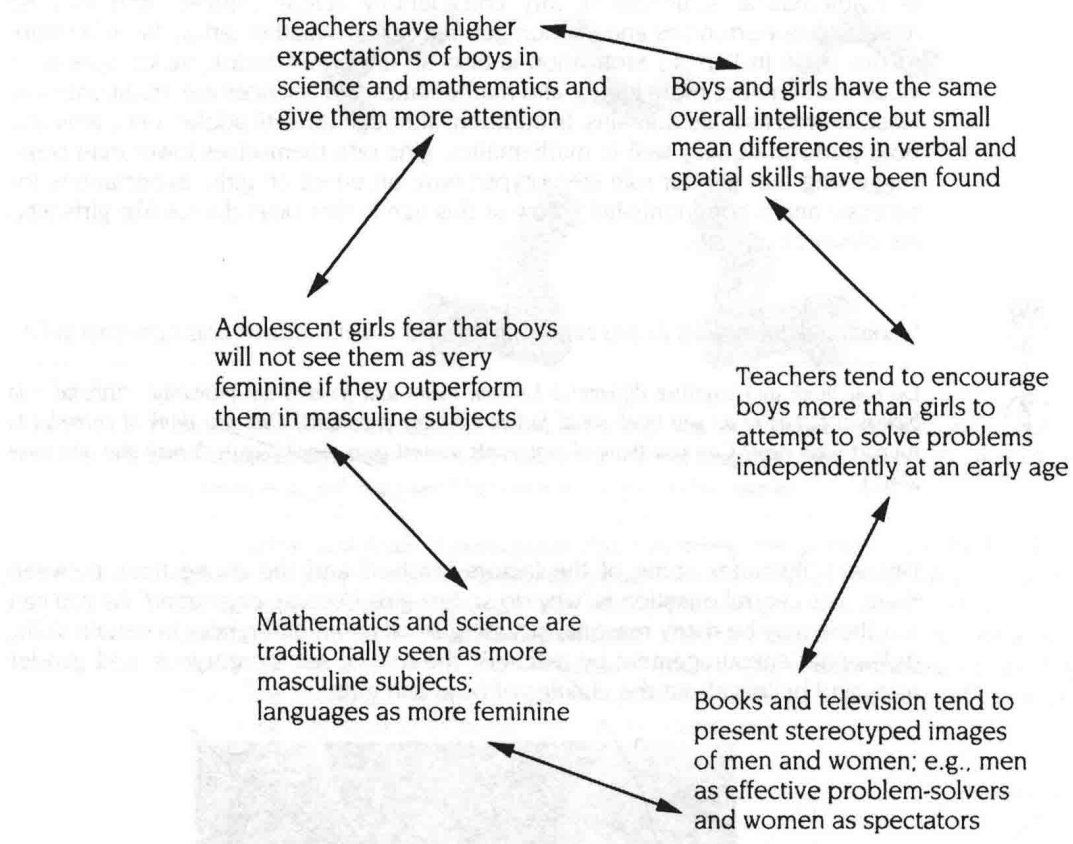 Teachers have higher
expectations of boys in
science and mathematics and
give them more attention
Boys and girls have the same
overall intelligence but small
mean differences in verbal and
spatial skills have been found
Adolescent girls fear that boys
will not see them as very
feminine if they outperform
them in masculine subjects
Teachers tend to encourage
boys more than girls to
attempt to solve problems
independently at an early age
Mathematics and science are
traditionally seen as more
masculine subjects;
languages as more feminine
Books and television tend to
present stereotyped images
of men and women; e.g., men
as effective problem-solvers
and women as spectators